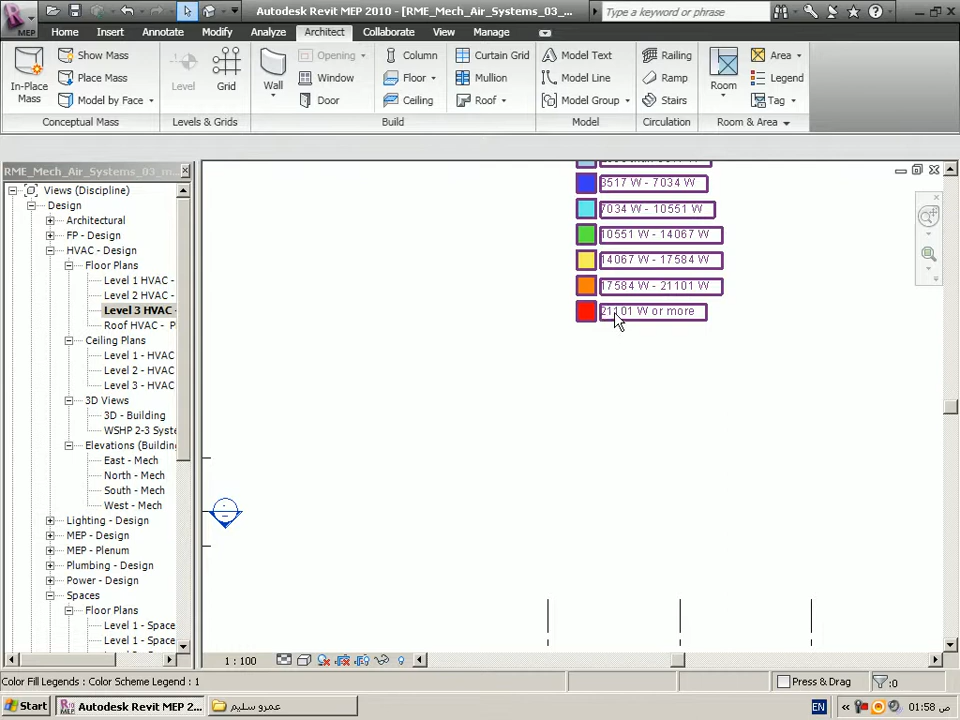 Autodesk Revit MEP 2010 - [RME_Mech_Air_Systems_03_...
Type a keyword or phrase
MEP
Home
Insert
Annotate
Modify
Analyze
Architect
Collaborate
View
Manage
In-Place Mass
Show Mass
Place Mass
Model by Face
Conceptual Mass
Level
Grid
Levels & Grids
Wall
Opening
Window
Door
Column
Floor
Ceiling
Curtain Grid
Mullion
Roof
Build
Model Text
Model Line
Model Group
Model
Railing
Ramp
Stairs
Circulation
Room
Area
Legend
Tag
Room & Area
RME_Mech_Air_Systems_03_m...
Views (Discipline)
Design
Architectural
FP - Design
HVAC - Design
Floor Plans
Level 1 HVAC -
Level 2 HVAC -
Level 3 HVAC
Roof HVAC - P
Ceiling Plans
Level 1 - HVAC
Level 2 - HVAC
Level 3 - HVAC
3D Views
3D - Building
WSHP 2-3 Syste
Elevations (Building
East - Mech
North - Mech
South - Mech
West - Mech
Lighting - Design
MEP - Design
MEP - Plenum
Plumbing - Design
Power - Design
Spaces
Floor Plans
Level 1 - Space
Level 1 - Space
3517 W - 7034 W
7034 W - 10551 W
10551 W - 14067 W
14067 W - 17584 W
17584 W - 21101 W
21101 W or more
1 : 100
Color Fill Legends : Color Scheme Legend : 1
Press & Drag
:0
Start
Autodesk Revit MEP 2...
عمرو سليم
EN
01:58 ص